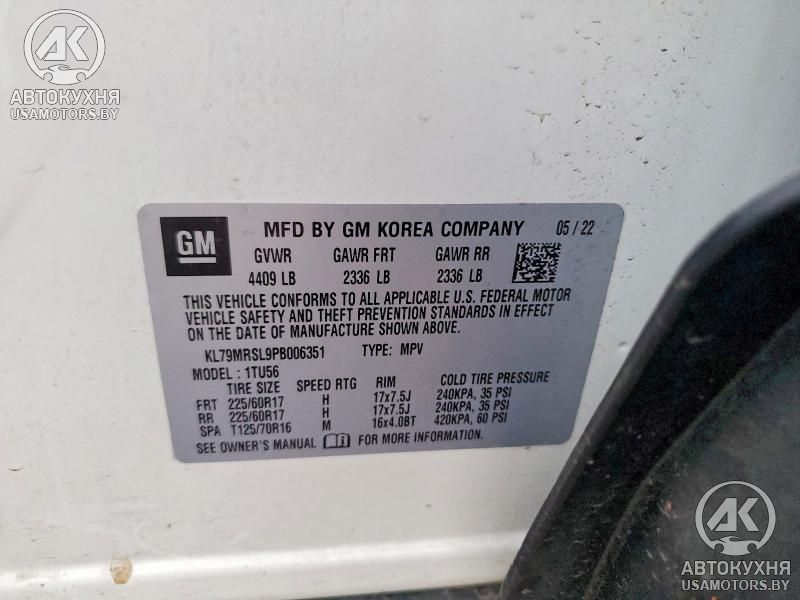 AK
АВТОКУХНЯ
USAMOTORS.BY
GM MFD BY GM KOREA COMPANY 05 / 22
GVWR GAWR FRT GAWR RR
4409 LB 2336 LB 2336 LB
THIS VEHICLE CONFORMS TO ALL APPLICABLE U.S. FEDERAL MOTOR
VEHICLE SAFETY AND THEFT PREVENTION STANDARDS IN EFFECT
ON THE DATE OF MANUFACTURE SHOWN ABOVE.
KL79MRSL9PB006351 TYPE: MPV
MODEL : 1TU56
TIRE SIZE SPEED RTG RIM COLD TIRE PRESSURE
FRT 225/60R17 H 17x7.5J 240KPA, 35 PSI
RR 225/60R17 H 17x7.5J 240KPA, 35 PSI
SPA T125/70R16 M 16x4.0BT 420KPA, 60 PSI
SEE OWNER'S MANUAL FOR MORE INFORMATION.
AK
АВТОКУХНЯ
USAMOTORS.BY